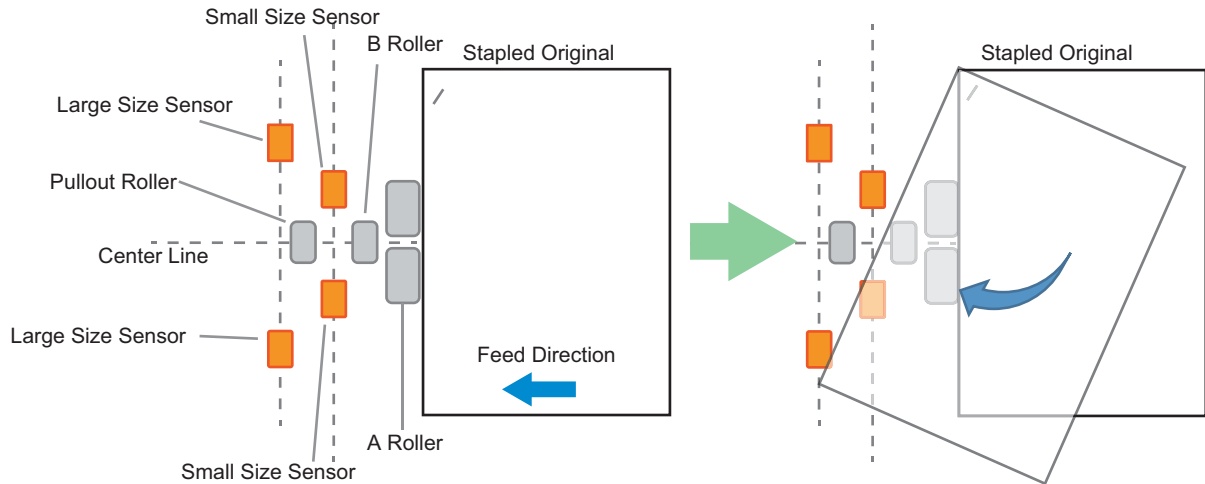 Small Size Sensor
B Roller
Stapled Original
Stapled Original
Large Size Sensor
Pullout Roller
Center Line
Large Size Sensor
Feed Direction
A Roller
Small Size Sensor